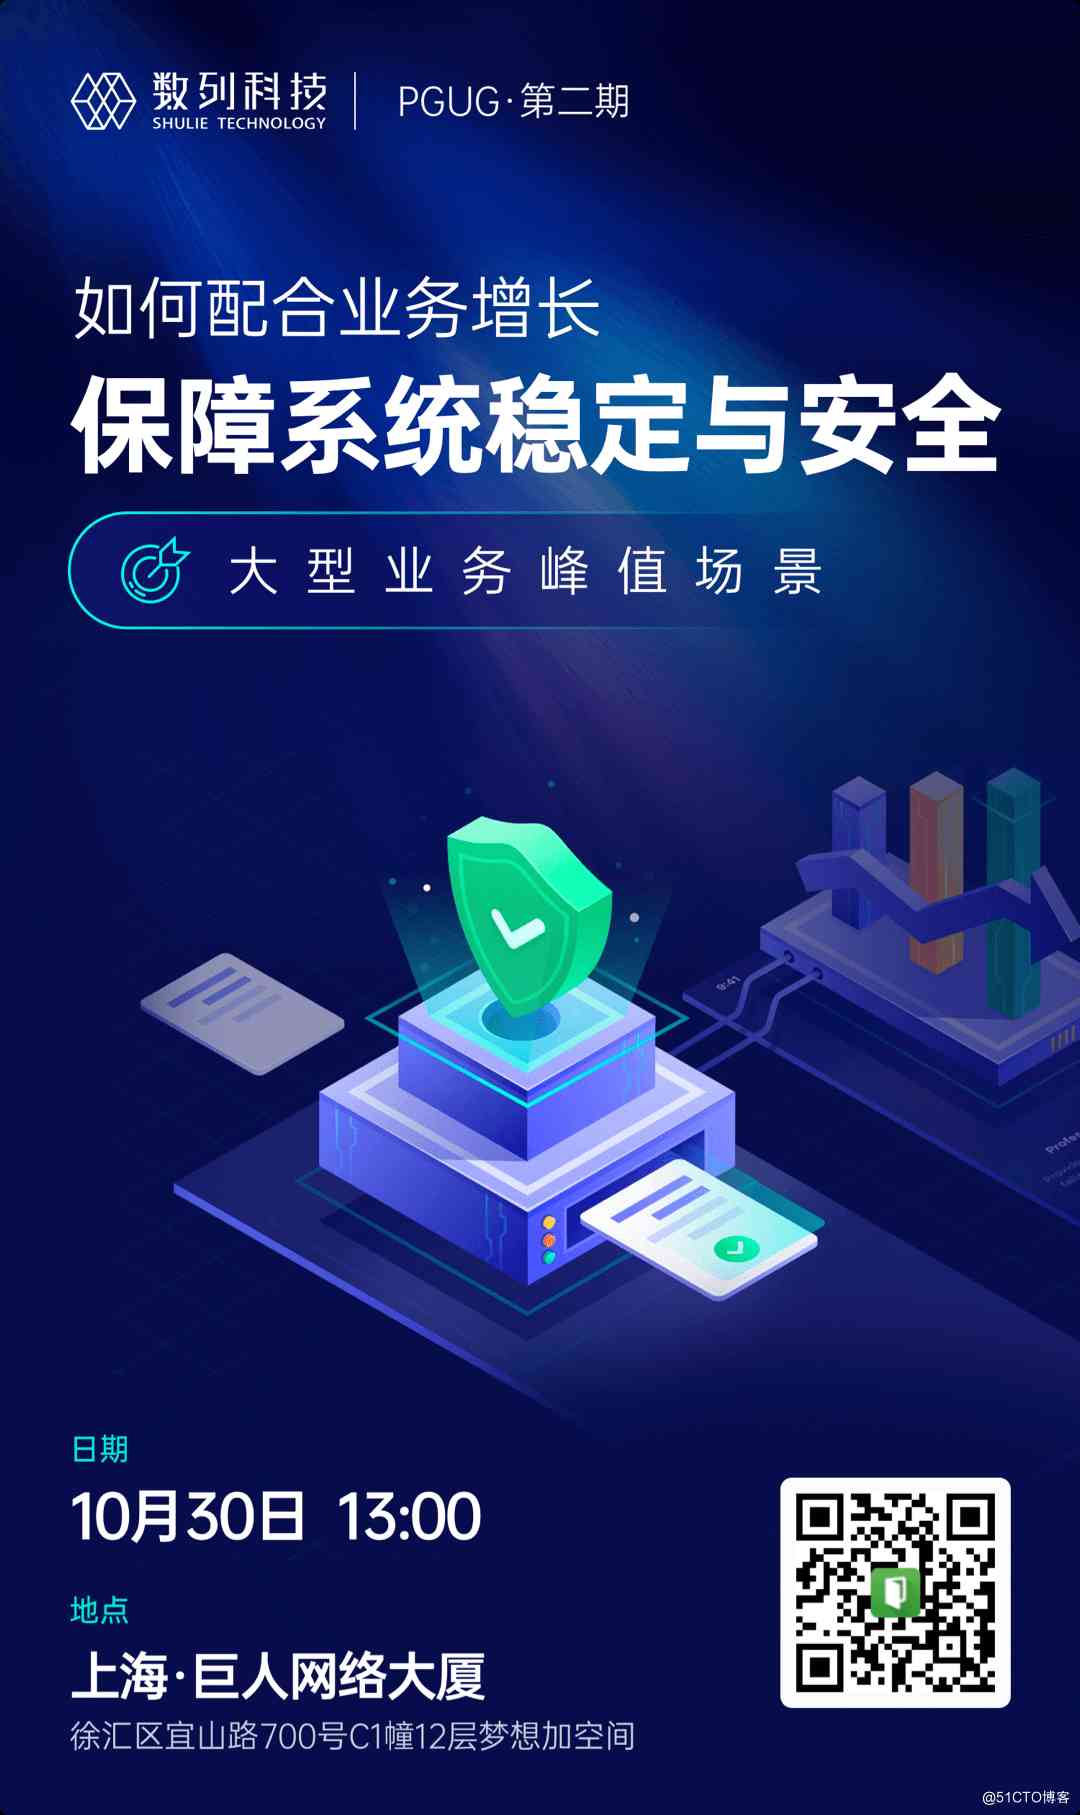 数列科技
SHULIE TECHNOLOGY
PGUG·第二期
如何配合业务增长
保障系统稳定与安全
大型业务峰值场景
9:41
日期
10月30日 13:00
地点
上海·巨人网络大厦
徐汇区宜山路700号C1幢12层梦想加空间
@51CTO博客